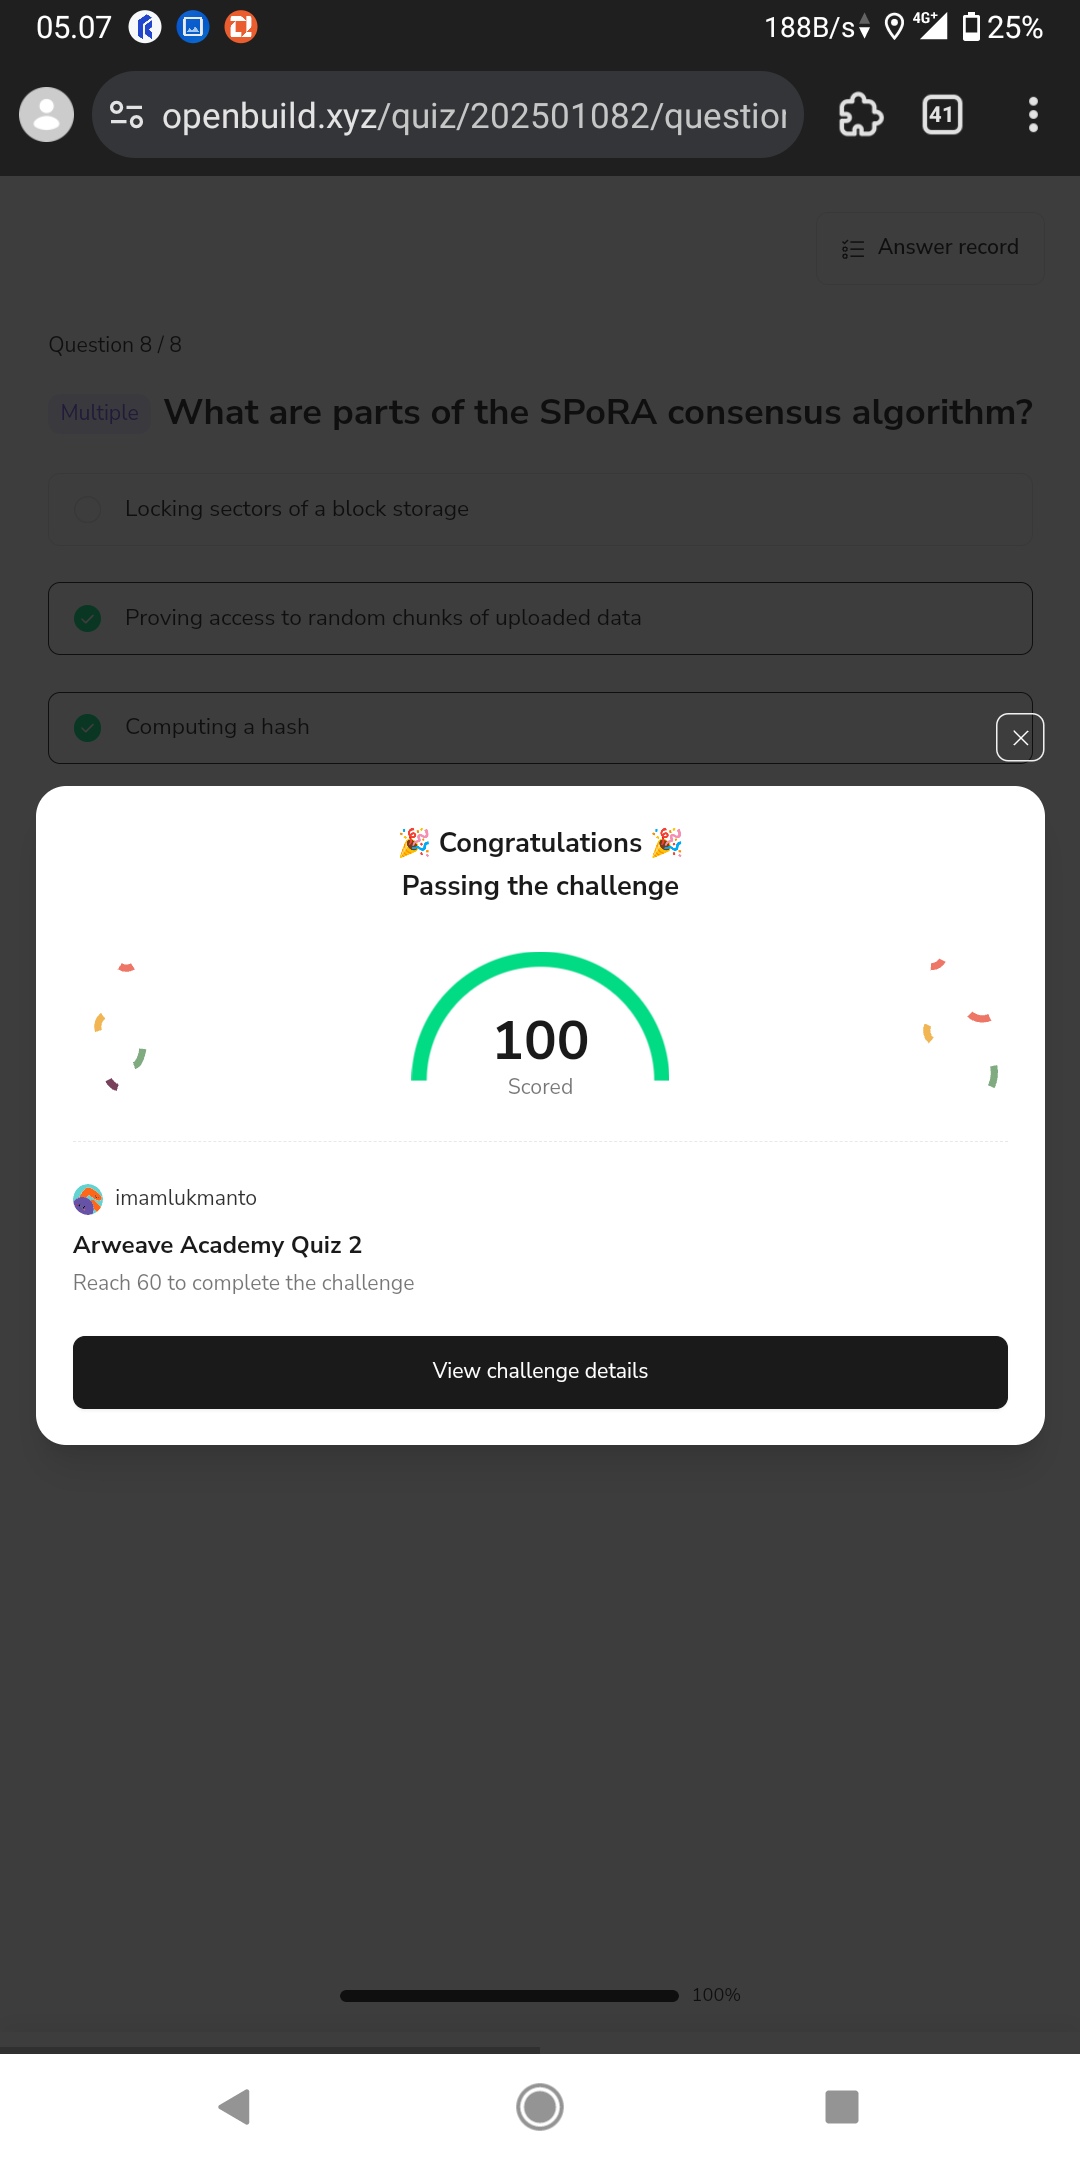 05.07
188B/s 4G+ 25%
openbuild.xyz/quiz/202501082/question
41
Answer record
Question 8 / 8
Multiple What are parts of the SPoRA consensus algorithm?
Locking sectors of a block storage
Proving access to random chunks of uploaded data
Computing a hash
🎉 Congratulations 🎉
Passing the challenge
100
Scored
imamlukmanto
Arweave Academy Quiz 2
Reach 60 to complete the challenge
View challenge details
100%